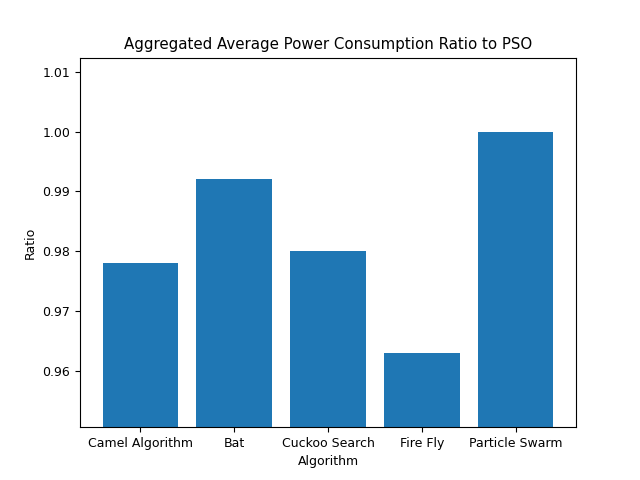 Aggregated Average Power Consumption Ratio to PSO
1.01
1.00
0.99
0.98
0.97
0.96
Ratio
Camel Algorithm
Bat
Cuckoo Search
Fire Fly
Particle Swarm
Algorithm